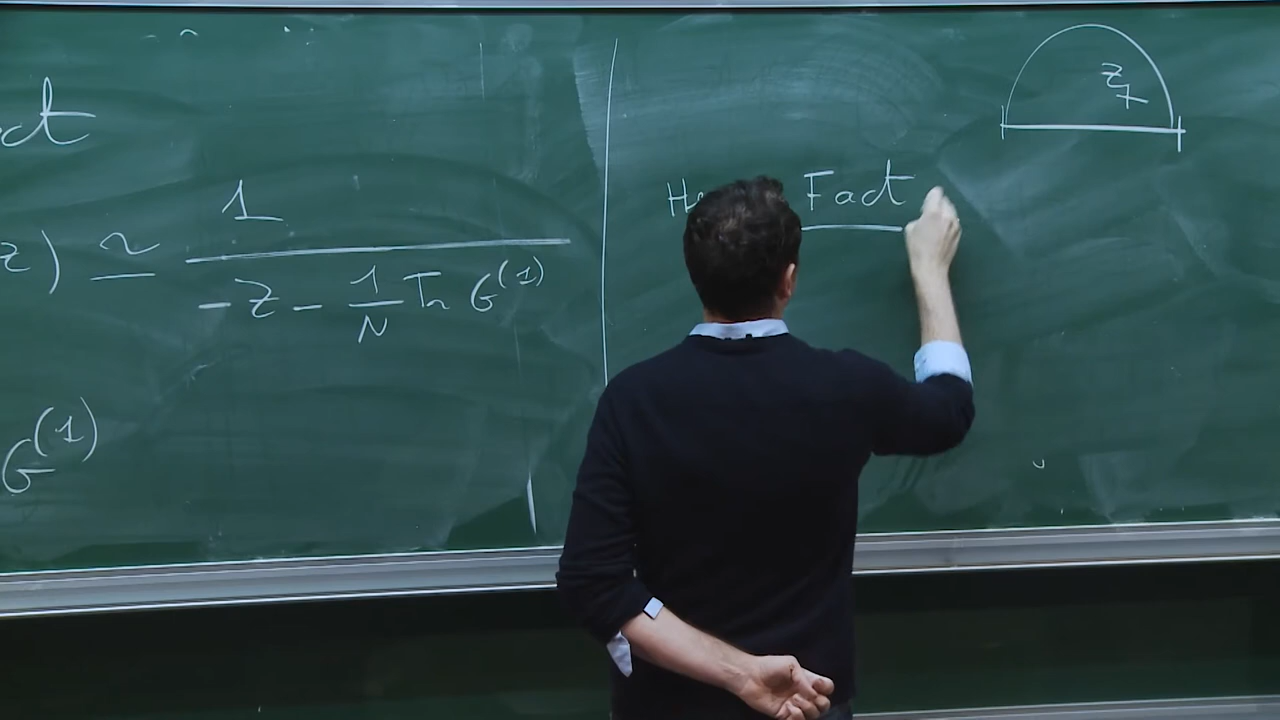 ct
z) ≃ 1 / (-z - 1/N Tr G^(1))
G^(1)
z
Fact